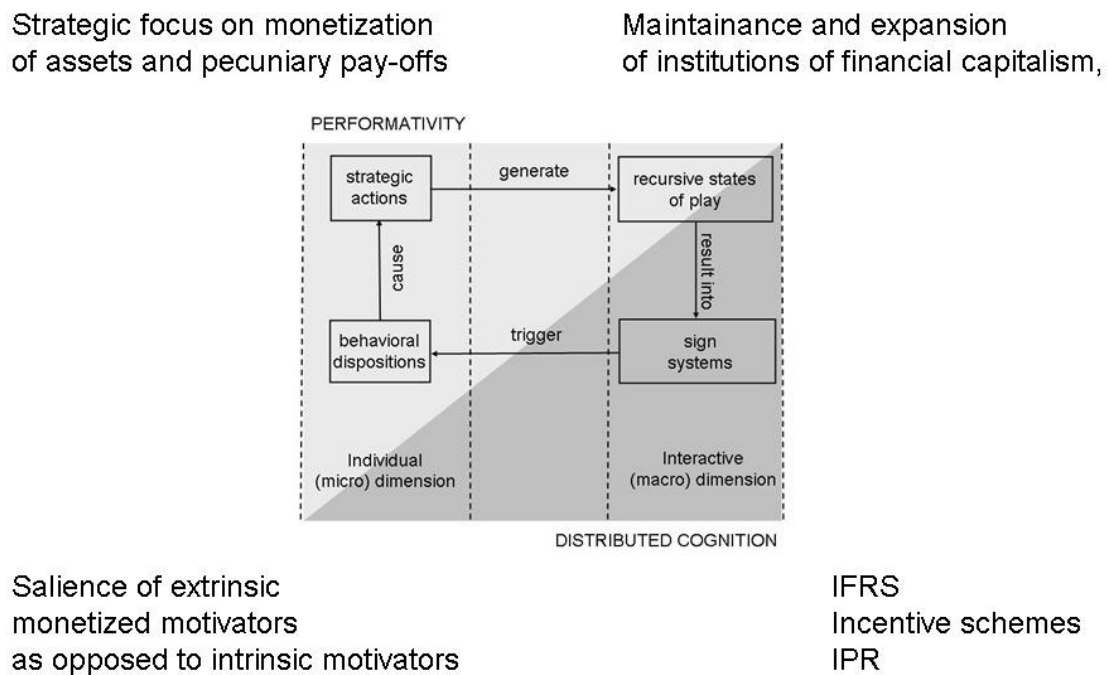 Strategic focus on monetization
of assets and pecuniary pay-offs
Maintainance and expansion
of institutions of financial capitalism,
PERFORMATIVITY
strategic
actions
generate
recursive states
of play
cause
result into
behavioral
dispositions
trigger
sign
systems
Individual
(micro) dimension
Interactive
(macro) dimension
DISTRIBUTED COGNITION
Salience of extrinsic
monetized motivators
as opposed to intrinsic motivators
IFRS
Incentive schemes
IPR